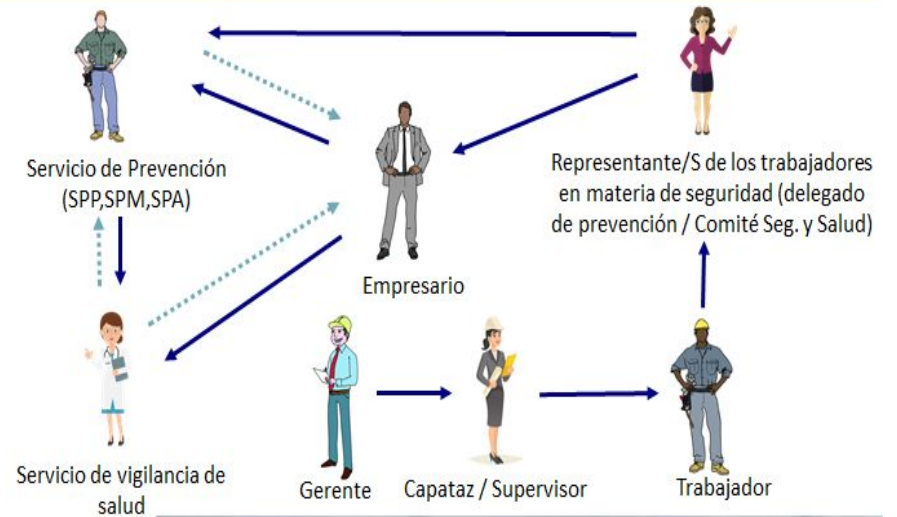 Servicio de Prevención
(SPP,SPM,SPA)
Representante/S de los trabajadores
en materia de seguridad (delegado
de prevención / Comité Seg. y Salud)
Empresario
Servicio de vigilancia de
salud
Gerente
Capataz / Supervisor
Trabajador